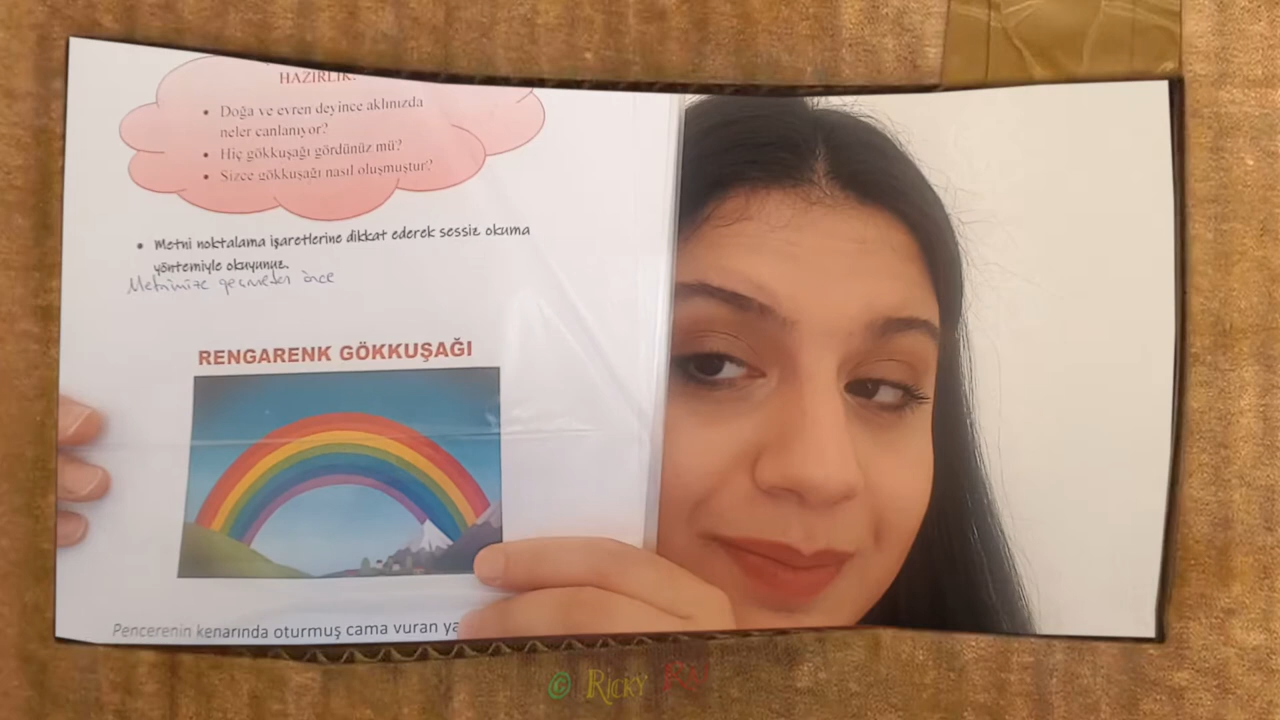 HAZIRLIK:
• Doğa ve evren deyince aklınızda
neler canlanıyor?
• Hiç gökkuşağı gördünüz mü?
• Sizce gökkuşağı nasıl oluşmuştur?
• Metni noktalama işaretlerine dikkat ederek sessiz okuma
yöntemiyle okuyunuz.
Metnimize geçmeden önce
RENGARENK GÖKKUŞAĞI
Pencerenin kenarında oturmuş cama vuran ya
© RICKY